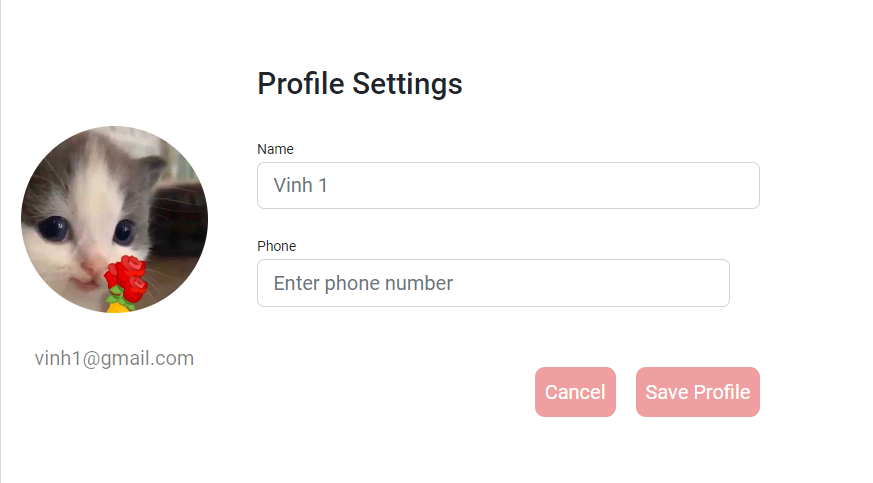 Profile Settings
Name
Vinh 1
Phone
Enter phone number
vinh1@gmail.com
Cancel
Save Profile